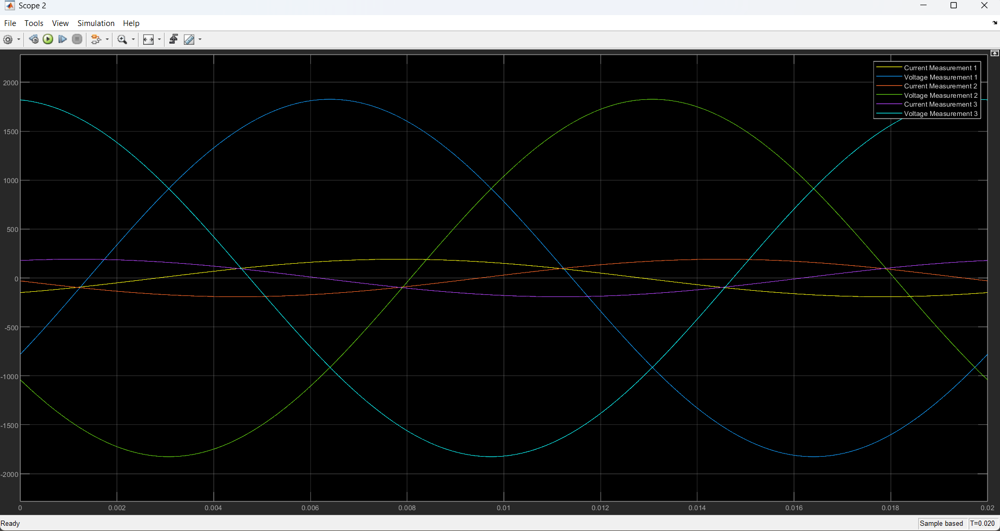 Scope 2
File Tools View Simulation Help
Current Measurement 1
Voltage Measurement 1
Current Measurement 2
Voltage Measurement 2
Current Measurement 3
Voltage Measurement 3
2000
1500
1000
500
0
-500
-1000
-1500
-2000
0 0.002 0.004 0.006 0.008 0.01 0.012 0.014 0.016 0.018 0.02
Ready Sample based T=0.020